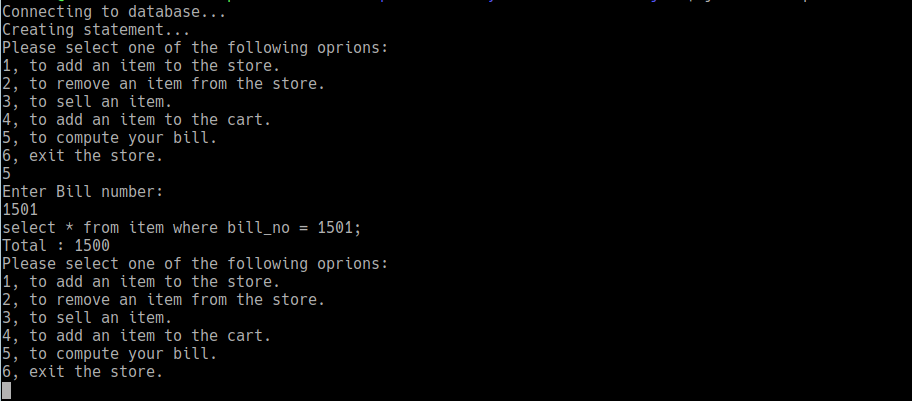 Connecting to database...
Creating statement...
Please select one of the following oprions:
1, to add an item to the store.
2, to remove an item from the store.
3, to sell an item.
4, to add an item to the cart.
5, to compute your bill.
6, exit the store.
5
Enter Bill number:
1501
select * from item where bill_no = 1501;
Total : 1500
Please select one of the following oprions:
1, to add an item to the store.
2, to remove an item from the store.
3, to sell an item.
4, to add an item to the cart.
5, to compute your bill.
6, exit the store.